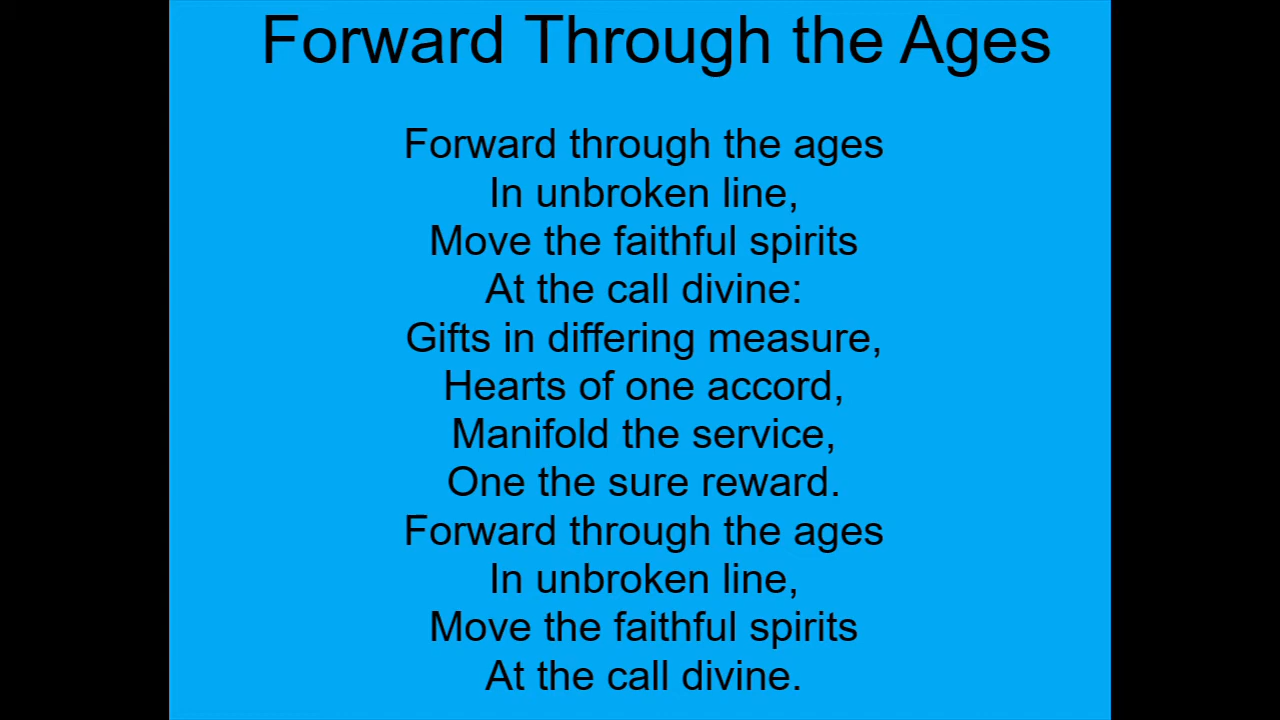 Forward Through the Ages
Forward through the ages
In unbroken line,
Move the faithful spirits
At the call divine:
Gifts in differing measure,
Hearts of one accord,
Manifold the service,
One the sure reward.
Forward through the ages
In unbroken line,
Move the faithful spirits
At the call divine.